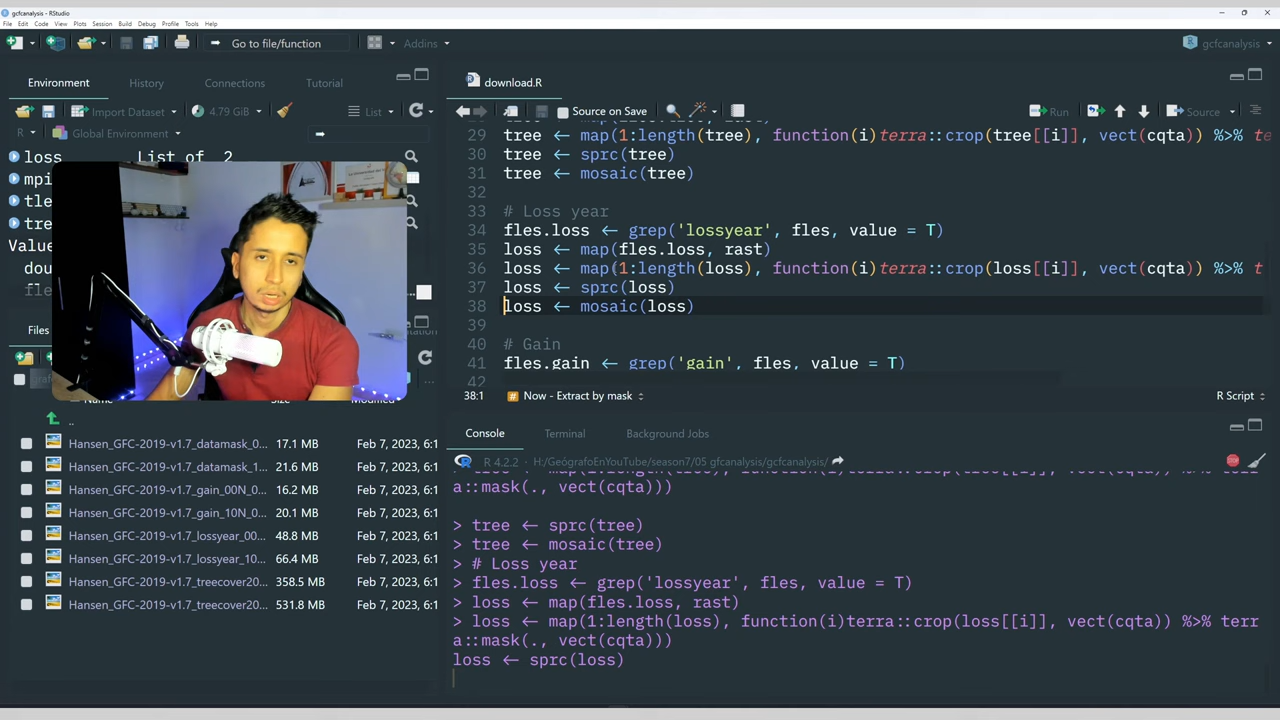 gcfcanalysis - RStudio
File Edit Code View Plots Session Build Debug Profile Tools Help
Go to file/function
Addins
gcfcanalysis
Environment
History
Connections
Tutorial
Import Dataset
4.79 GiB
List
R
Global Environment
loss List of 2
mpi
tle
tre
Value
dou
fle
Files
Size
..
Hansen_GFC-2019-v1.7_datamask_0... 17.1 MB Feb 7, 2023, 6:1
Hansen_GFC-2019-v1.7_datamask_1... 21.6 MB Feb 7, 2023, 6:1
Hansen_GFC-2019-v1.7_gain_00N_0... 16.2 MB Feb 7, 2023, 6:1
Hansen_GFC-2019-v1.7_gain_10N_0... 20.1 MB Feb 7, 2023, 6:1
Hansen_GFC-2019-v1.7_lossyear_00... 48.8 MB Feb 7, 2023, 6:1
Hansen_GFC-2019-v1.7_lossyear_10... 66.4 MB Feb 7, 2023, 6:1
Hansen_GFC-2019-v1.7_treecover20... 358.5 MB Feb 7, 2023, 6:1
Hansen_GFC-2019-v1.7_treecover20... 531.8 MB Feb 7, 2023, 6:1
download.R
Source on Save
Run
Source
29 tree ← map(1:length(tree), function(i)terra::crop(tree[[i]], vect(cqta)) %>% te
30 tree ← sprc(tree)
31 tree ← mosaic(tree)
32
33 # Loss year
34 fles.loss ← grep('lossyear', fles, value = T)
35 loss ← map(fles.loss, rast)
36 loss ← map(1:length(loss), function(i)terra::crop(loss[[i]], vect(cqta)) %>% t
37 loss ← sprc(loss)
38 loss ← mosaic(loss)
39
40 # Gain
41 fles.gain ← grep('gain', fles, value = T)
42
38:1
# Now - Extract by mask
R Script
Console
Terminal
Background Jobs
R 4.2.2 · H:/GeógrafoEnYouTube/season7/05 gfcanalysis/gcfcanalysis/
a::mask(., vect(cqta)))
> tree ← sprc(tree)
> tree ← mosaic(tree)
> # Loss year
> fles.loss ← grep('lossyear', fles, value = T)
> loss ← map(fles.loss, rast)
> loss ← map(1:length(loss), function(i)terra::crop(loss[[i]], vect(cqta)) %>% terr
a::mask(., vect(cqta)))
loss ← sprc(loss)